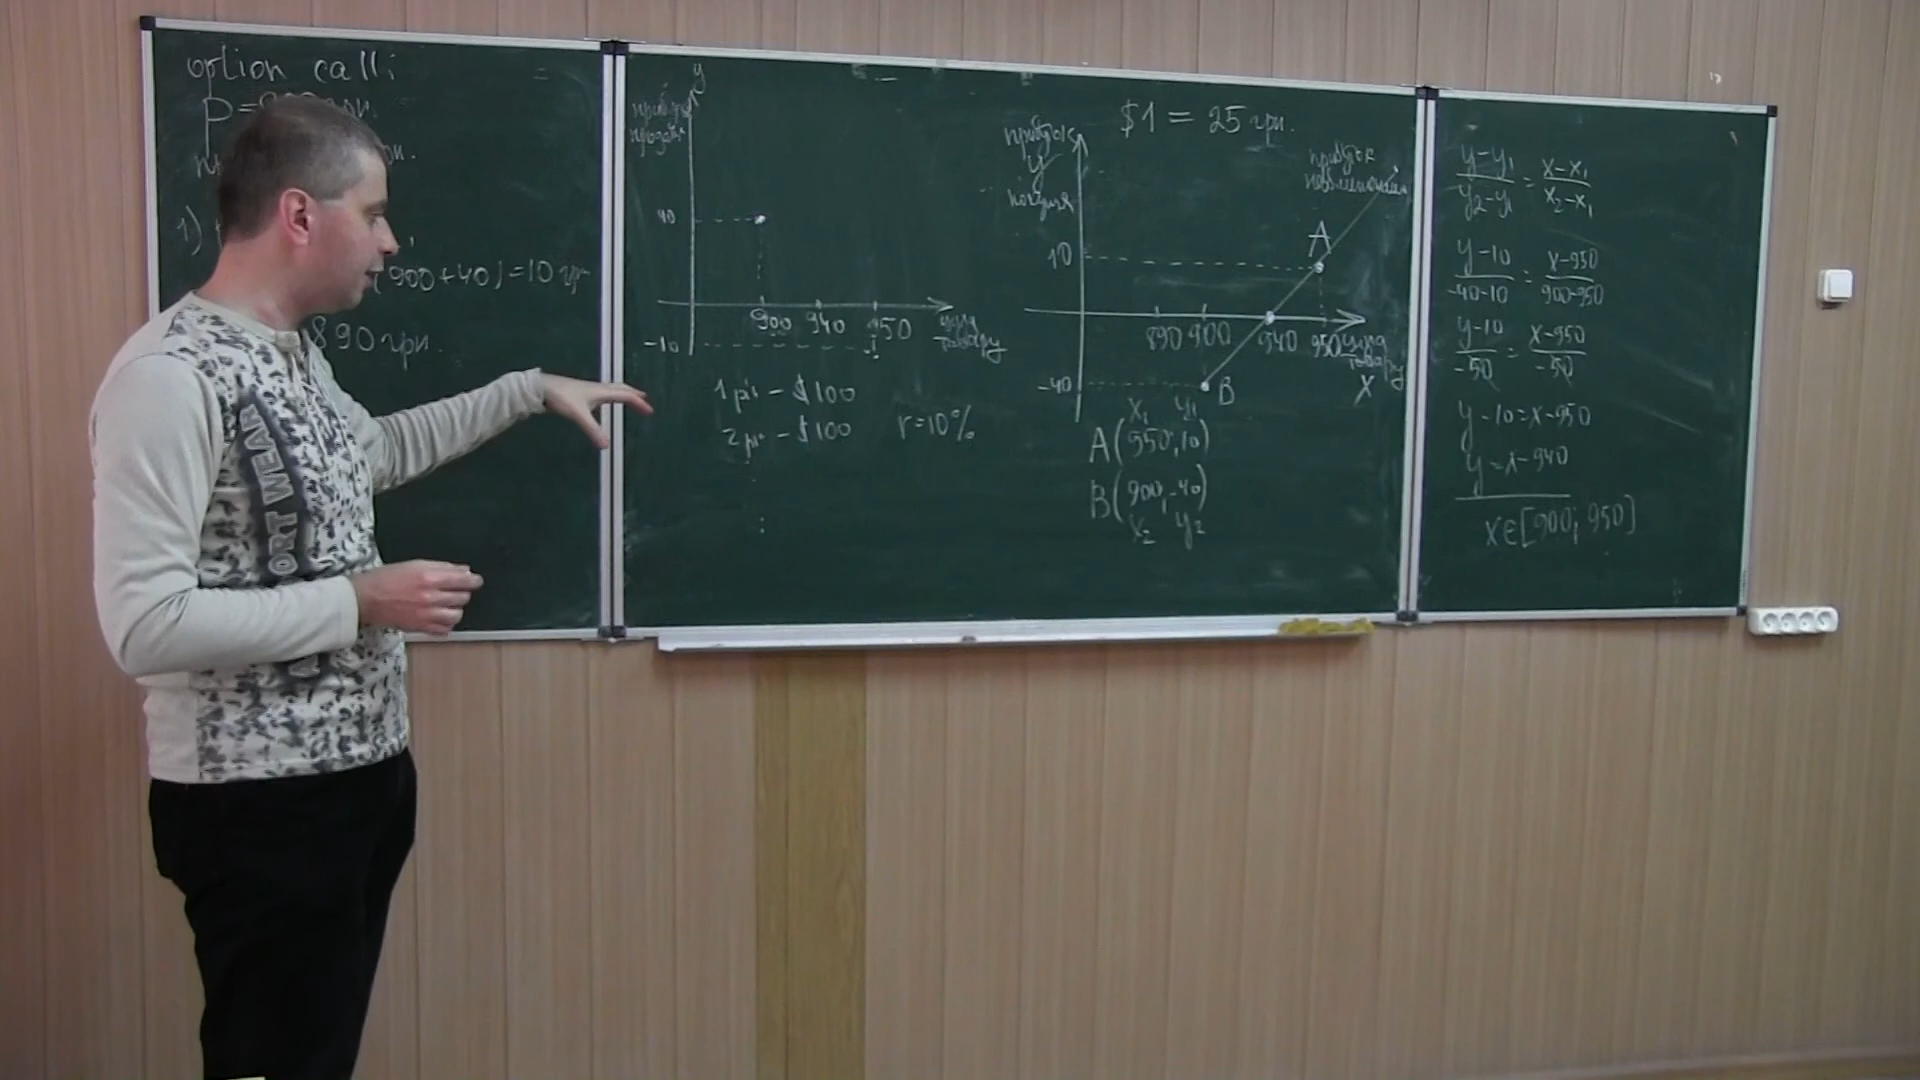 option call:
p=
1)
(900+40)=10 грн
890 грн.
y
прибуток
продавця
40
900 940 950 ціна
товару
-10
1 рік - $100
2 рік - $100 r=10%
$1 = 25 грн.
прибуток
y
покупця
прибуток
необмежений
A
10
890 900 940 950 ціна
товару
-40 B X
x1 y1
A(950;10)
B(900;-40)
x2 y2
y-y1/y2-y1 = x-x1/x2-x1
y-10/-40-10 = x-950/900-950
y-10/-50 = x-950/-50
y-10=x-950
y=x-940
x∈[900; 950]
ORT WEAR